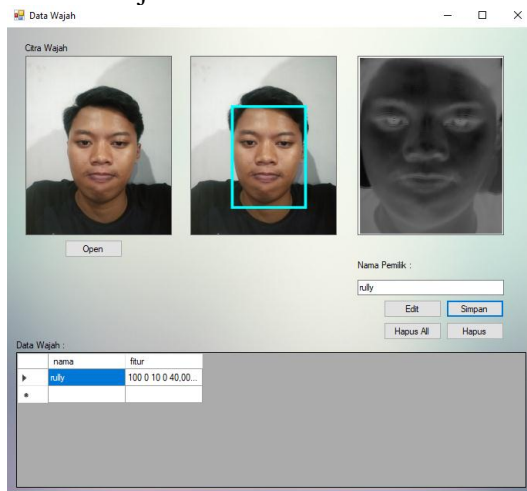 Data Wajah
Citra Wajah
Open
Nama Pemilik :
rully
Edit Simpan
Hapus All Hapus
Data Wajah :
nama fitur
rully 100 0 10 0 40,00...